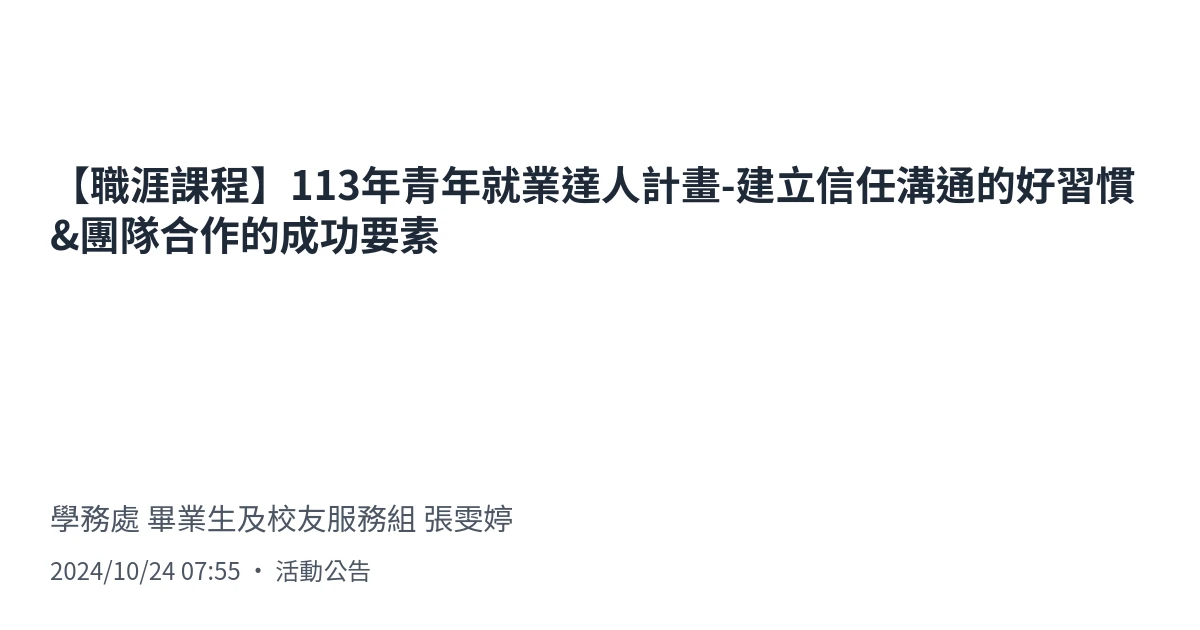 【職涯課程】113年青年就業達人計畫-建立信任溝通的好習慣
&團隊合作的成功要素
學務處 畢業生及校友服務組 張雯婷
2024/10/24 07:55 • 活動公告